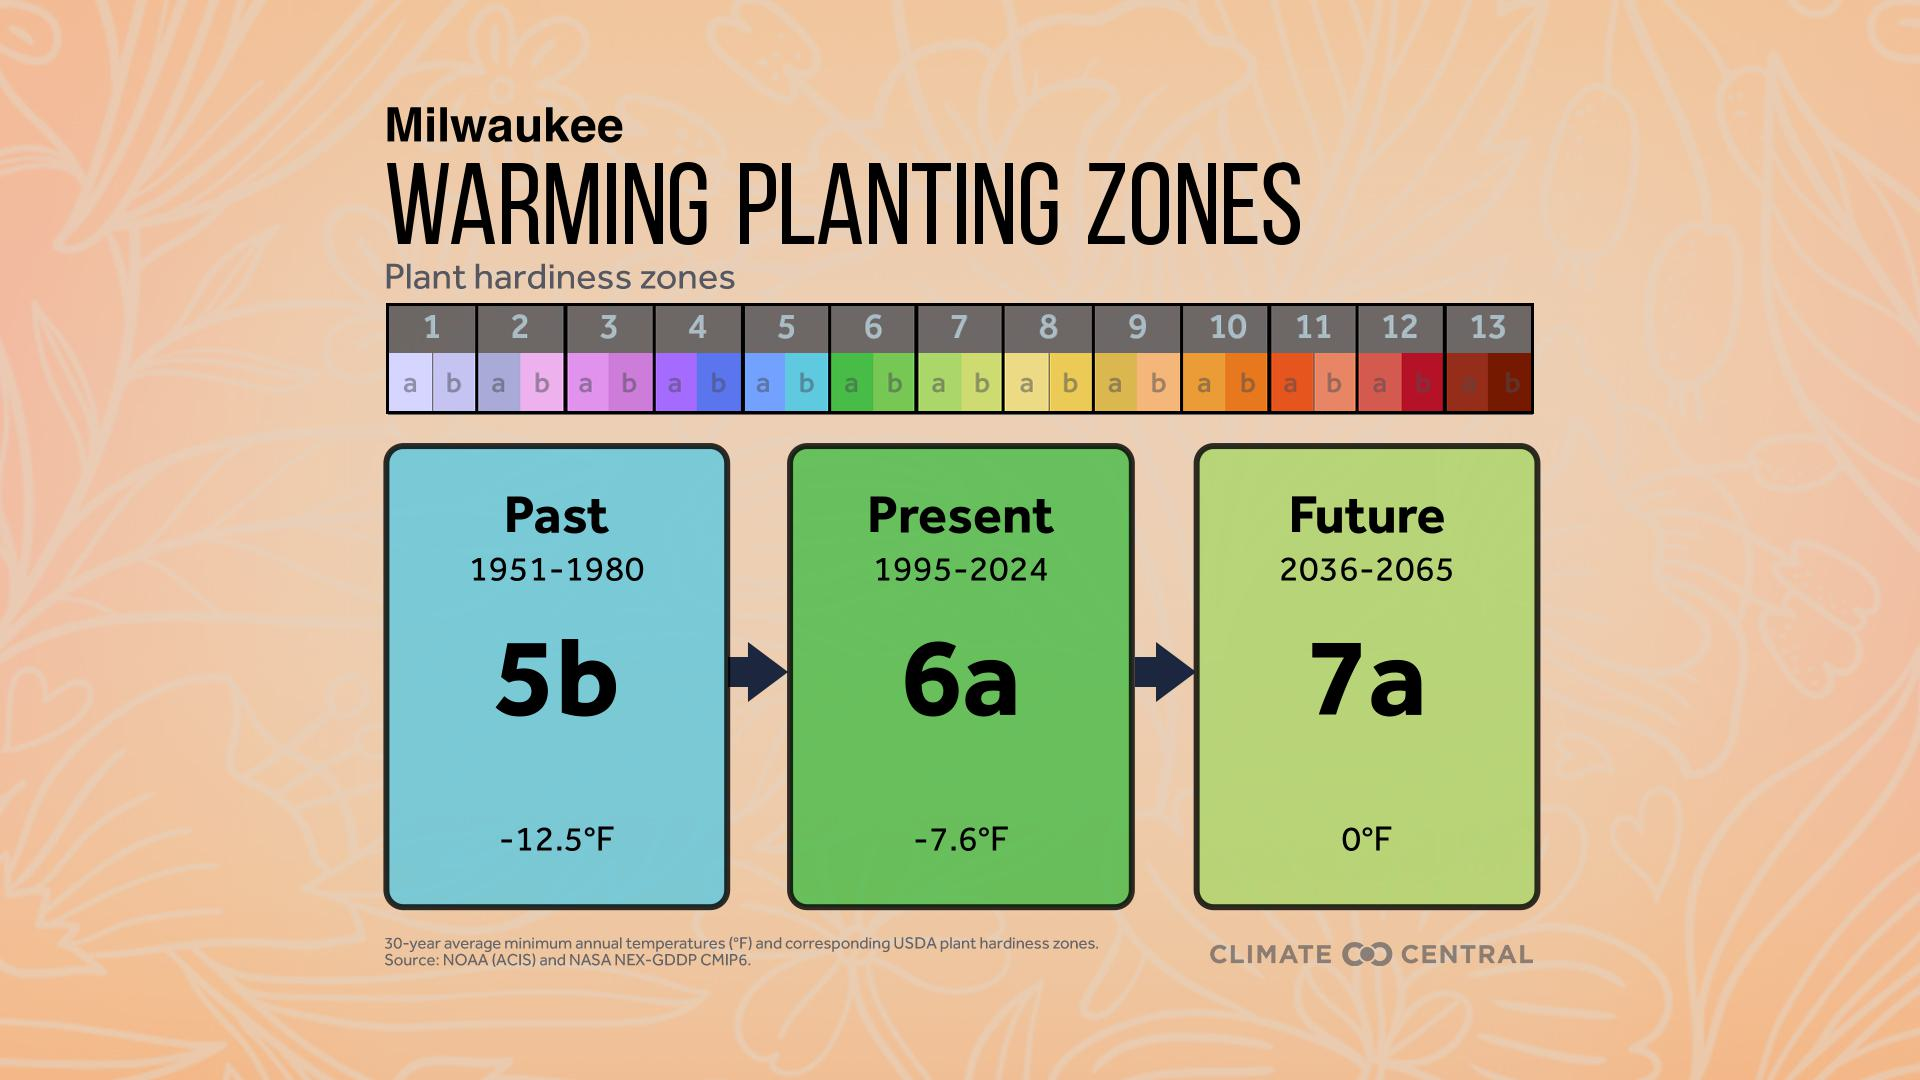 Milwaukee
WARMING PLANTING ZONES
Plant hardiness zones
1 2 3 4 5 6 7 8 9 10 11 12 13
a b a b a b a b a b a b a b a b a b a b a b a b a b
Past
1951-1980
5b
-12.5°F
Present
1995-2024
6a
-7.6°F
Future
2036-2065
7a
0°F
30-year average minimum annual temperatures (°F) and corresponding USDA plant hardiness zones.
Source: NOAA (ACIS) and NASA NEX-GDDP CMIP6.
CLIMATE CENTRAL